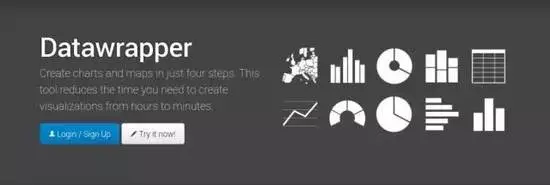 Datawrapper
Create charts and maps in just four steps. This
tool reduces the time you need to create
visualizations from hours to minutes.
Login / Sign Up Try it now!